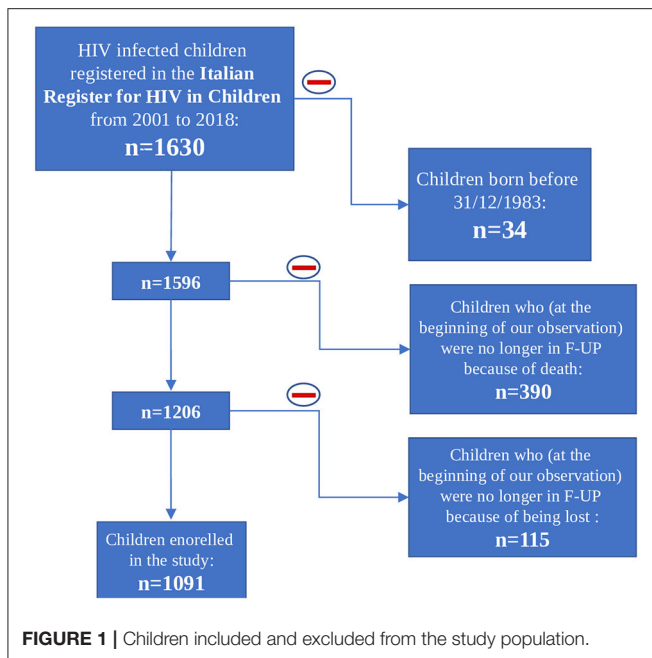 HIV infected children
registered in the Italian
Register for HIV in Children
from 2001 to 2018:
n=1630
Children born before
31/12/1983:
n=34
n=1596
Children who (at the
beginning of our observation)
were no longer in F-UP
because of death:
n=390
n=1206
Children who (at the
beginning of our observation)
were no longer in F-UP
because of being lost :
n=115
Children enorelled
in the study:
n=1091
FIGURE 1 | Children included and excluded from the study population.